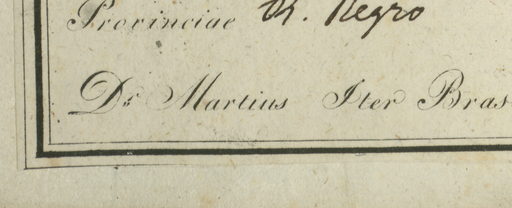 Provinciae R. Negro
Dr. Martius Iter Bras